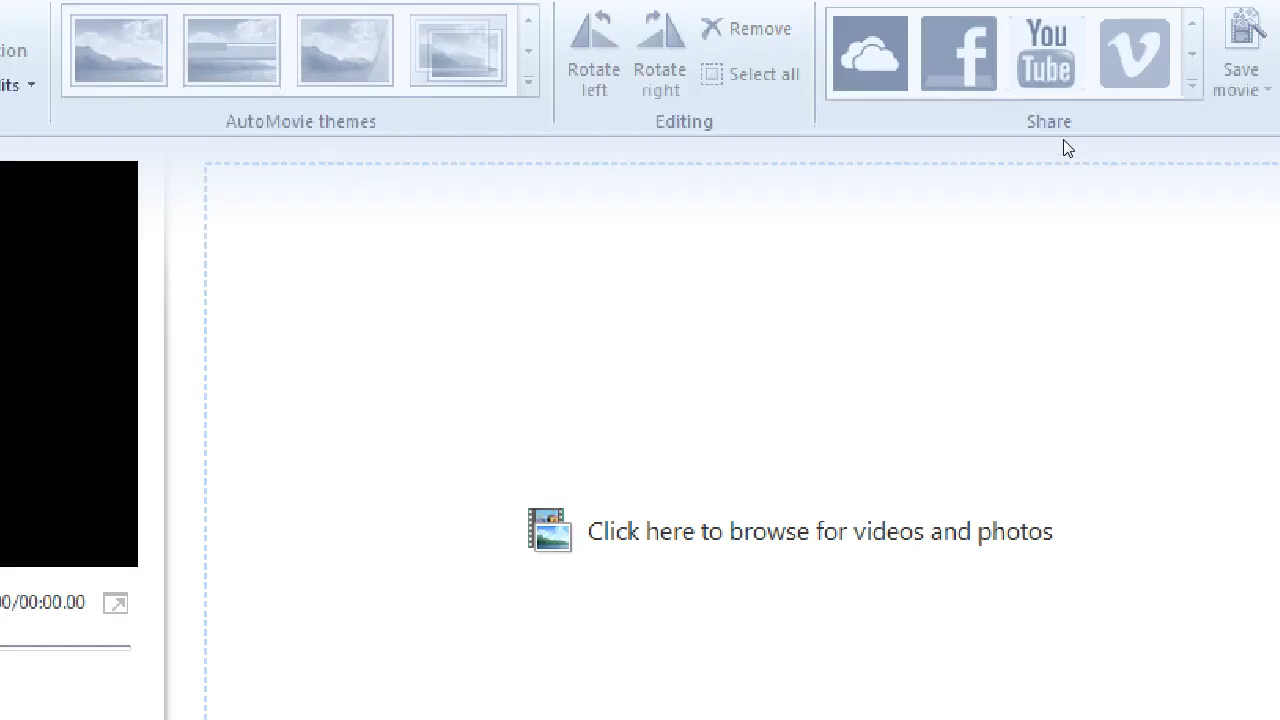 ion
its
AutoMovie themes
Rotate left
Rotate right
Remove
Select all
Editing
f
You
Tube
V
Share
Save movie
00/00:00.00
Click here to browse for videos and photos